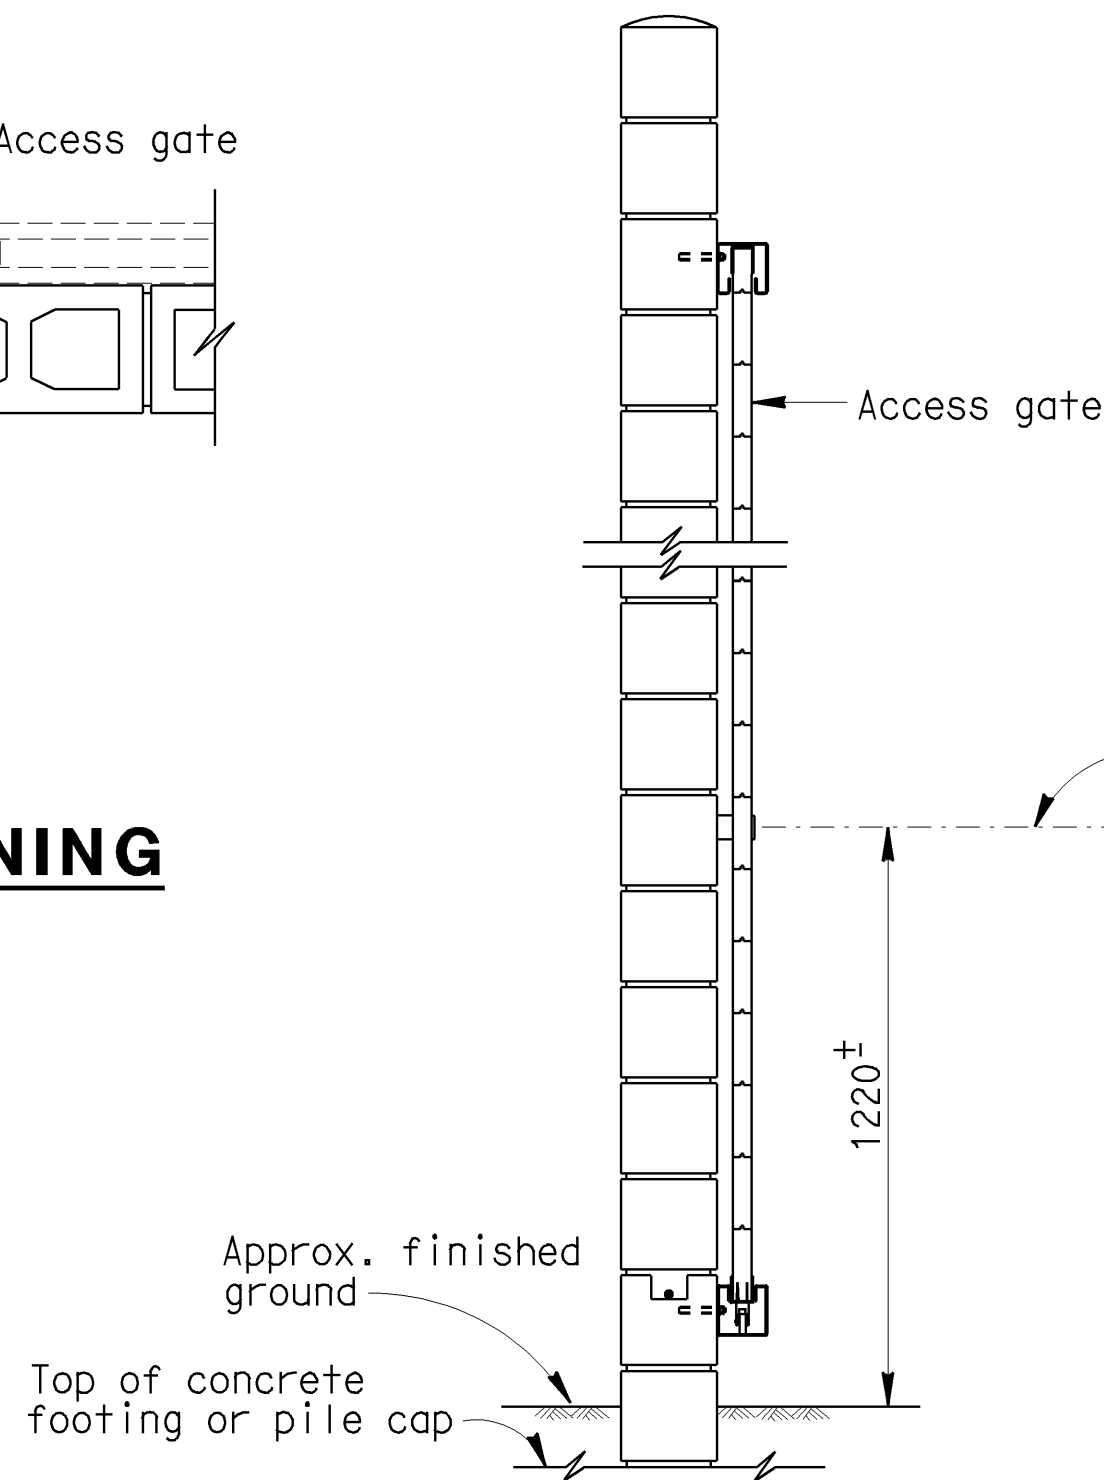 Access gate
Access gate
NING
1220±
Approx. finished
ground
Top of concrete
footing or pile cap